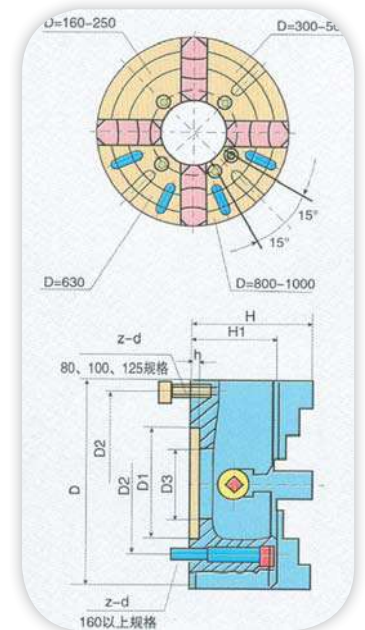 D=160-250
D=300-50
15°
15°
D=630
D=800-1000
H
H1
z-d
h
80、100、125规格
D2
D
D2
D1
D3
z-d
160以上规格